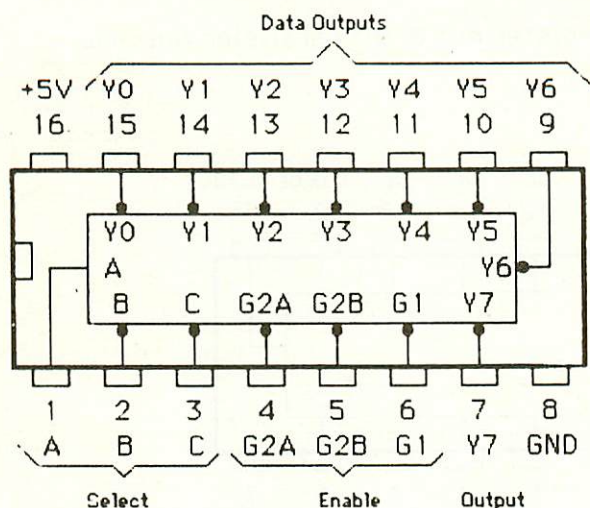 Data Outputs
+5V Y0 Y1 Y2 Y3 Y4 Y5 Y6
16 15 14 13 12 11 10 9
Y0 Y1 Y2 Y3 Y4 Y5
A Y6
B C G2A G2B G1 Y7
1 2 3 4 5 6 7 8
A B C G2A G2B G1 Y7 GND
Select Enable Output